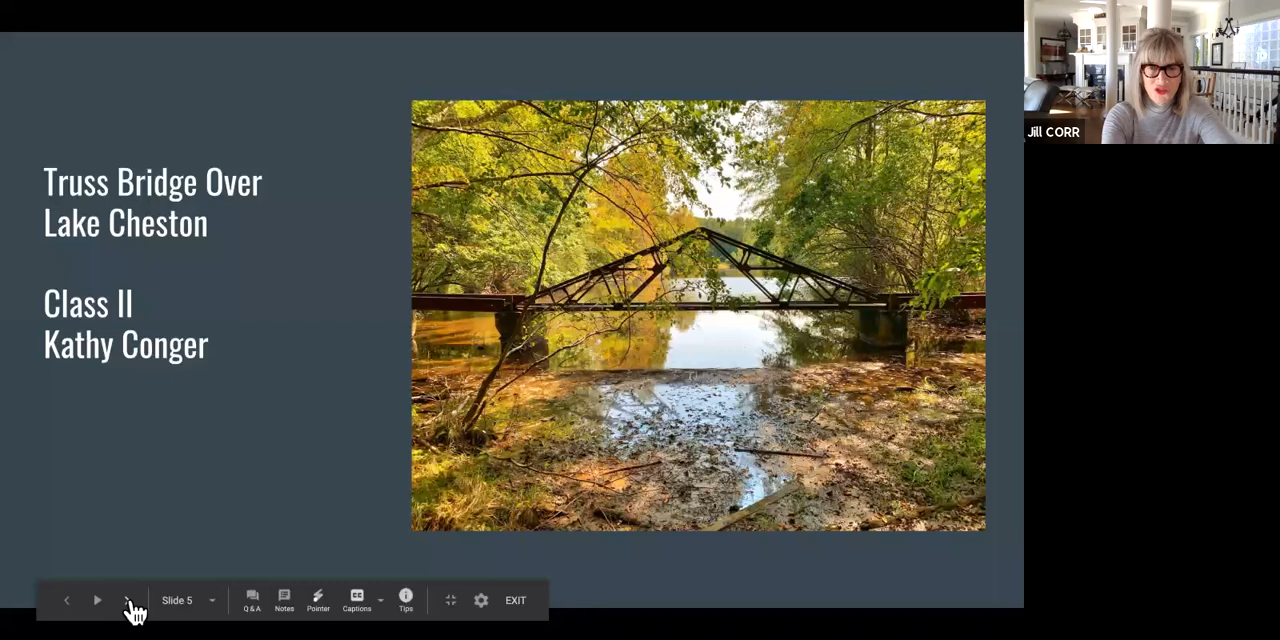 Truss Bridge Over
Lake Cheston
Class II
Kathy Conger
Jill CORR
Slide 5
Q & A
Notes
Pointer
Captions
Tips
EXIT